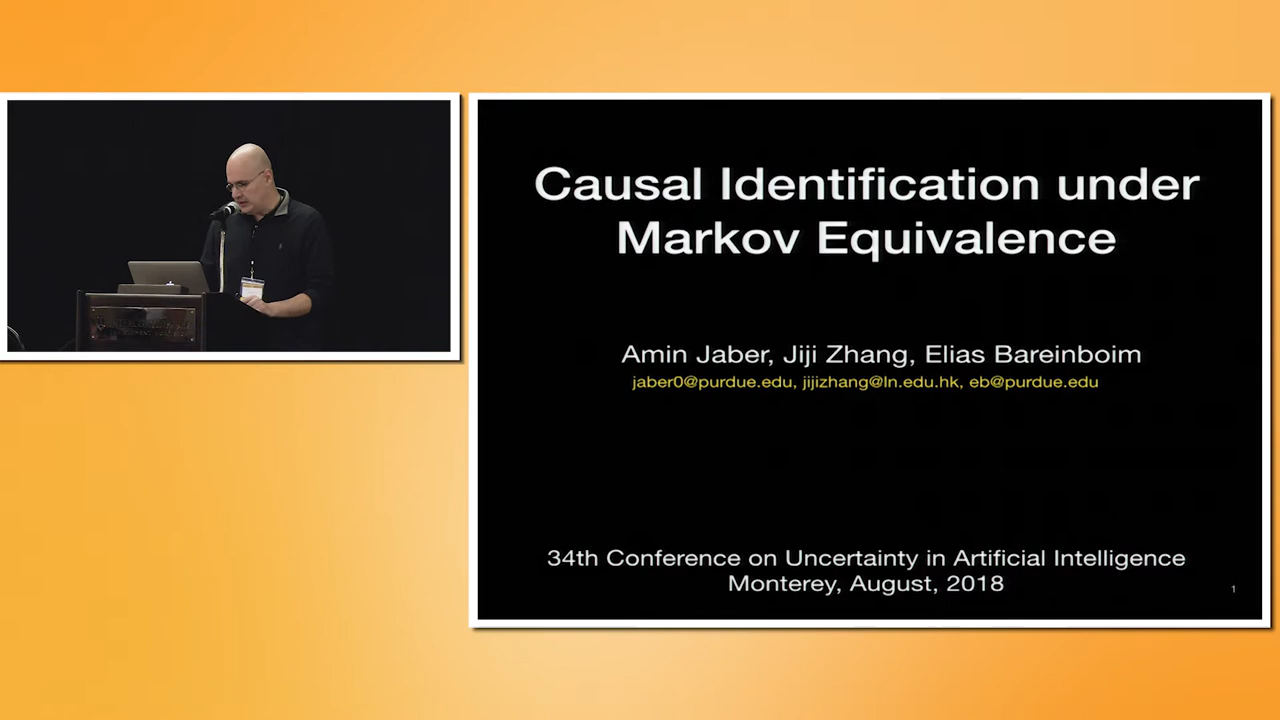 Causal Identification under
Markov Equivalence
Amin Jaber, Jiji Zhang, Elias Bareinboim
jaber0@purdue.edu, jijizhang@ln.edu.hk, eb@purdue.edu
34th Conference on Uncertainty in Artificial Intelligence
Monterey, August, 2018
1